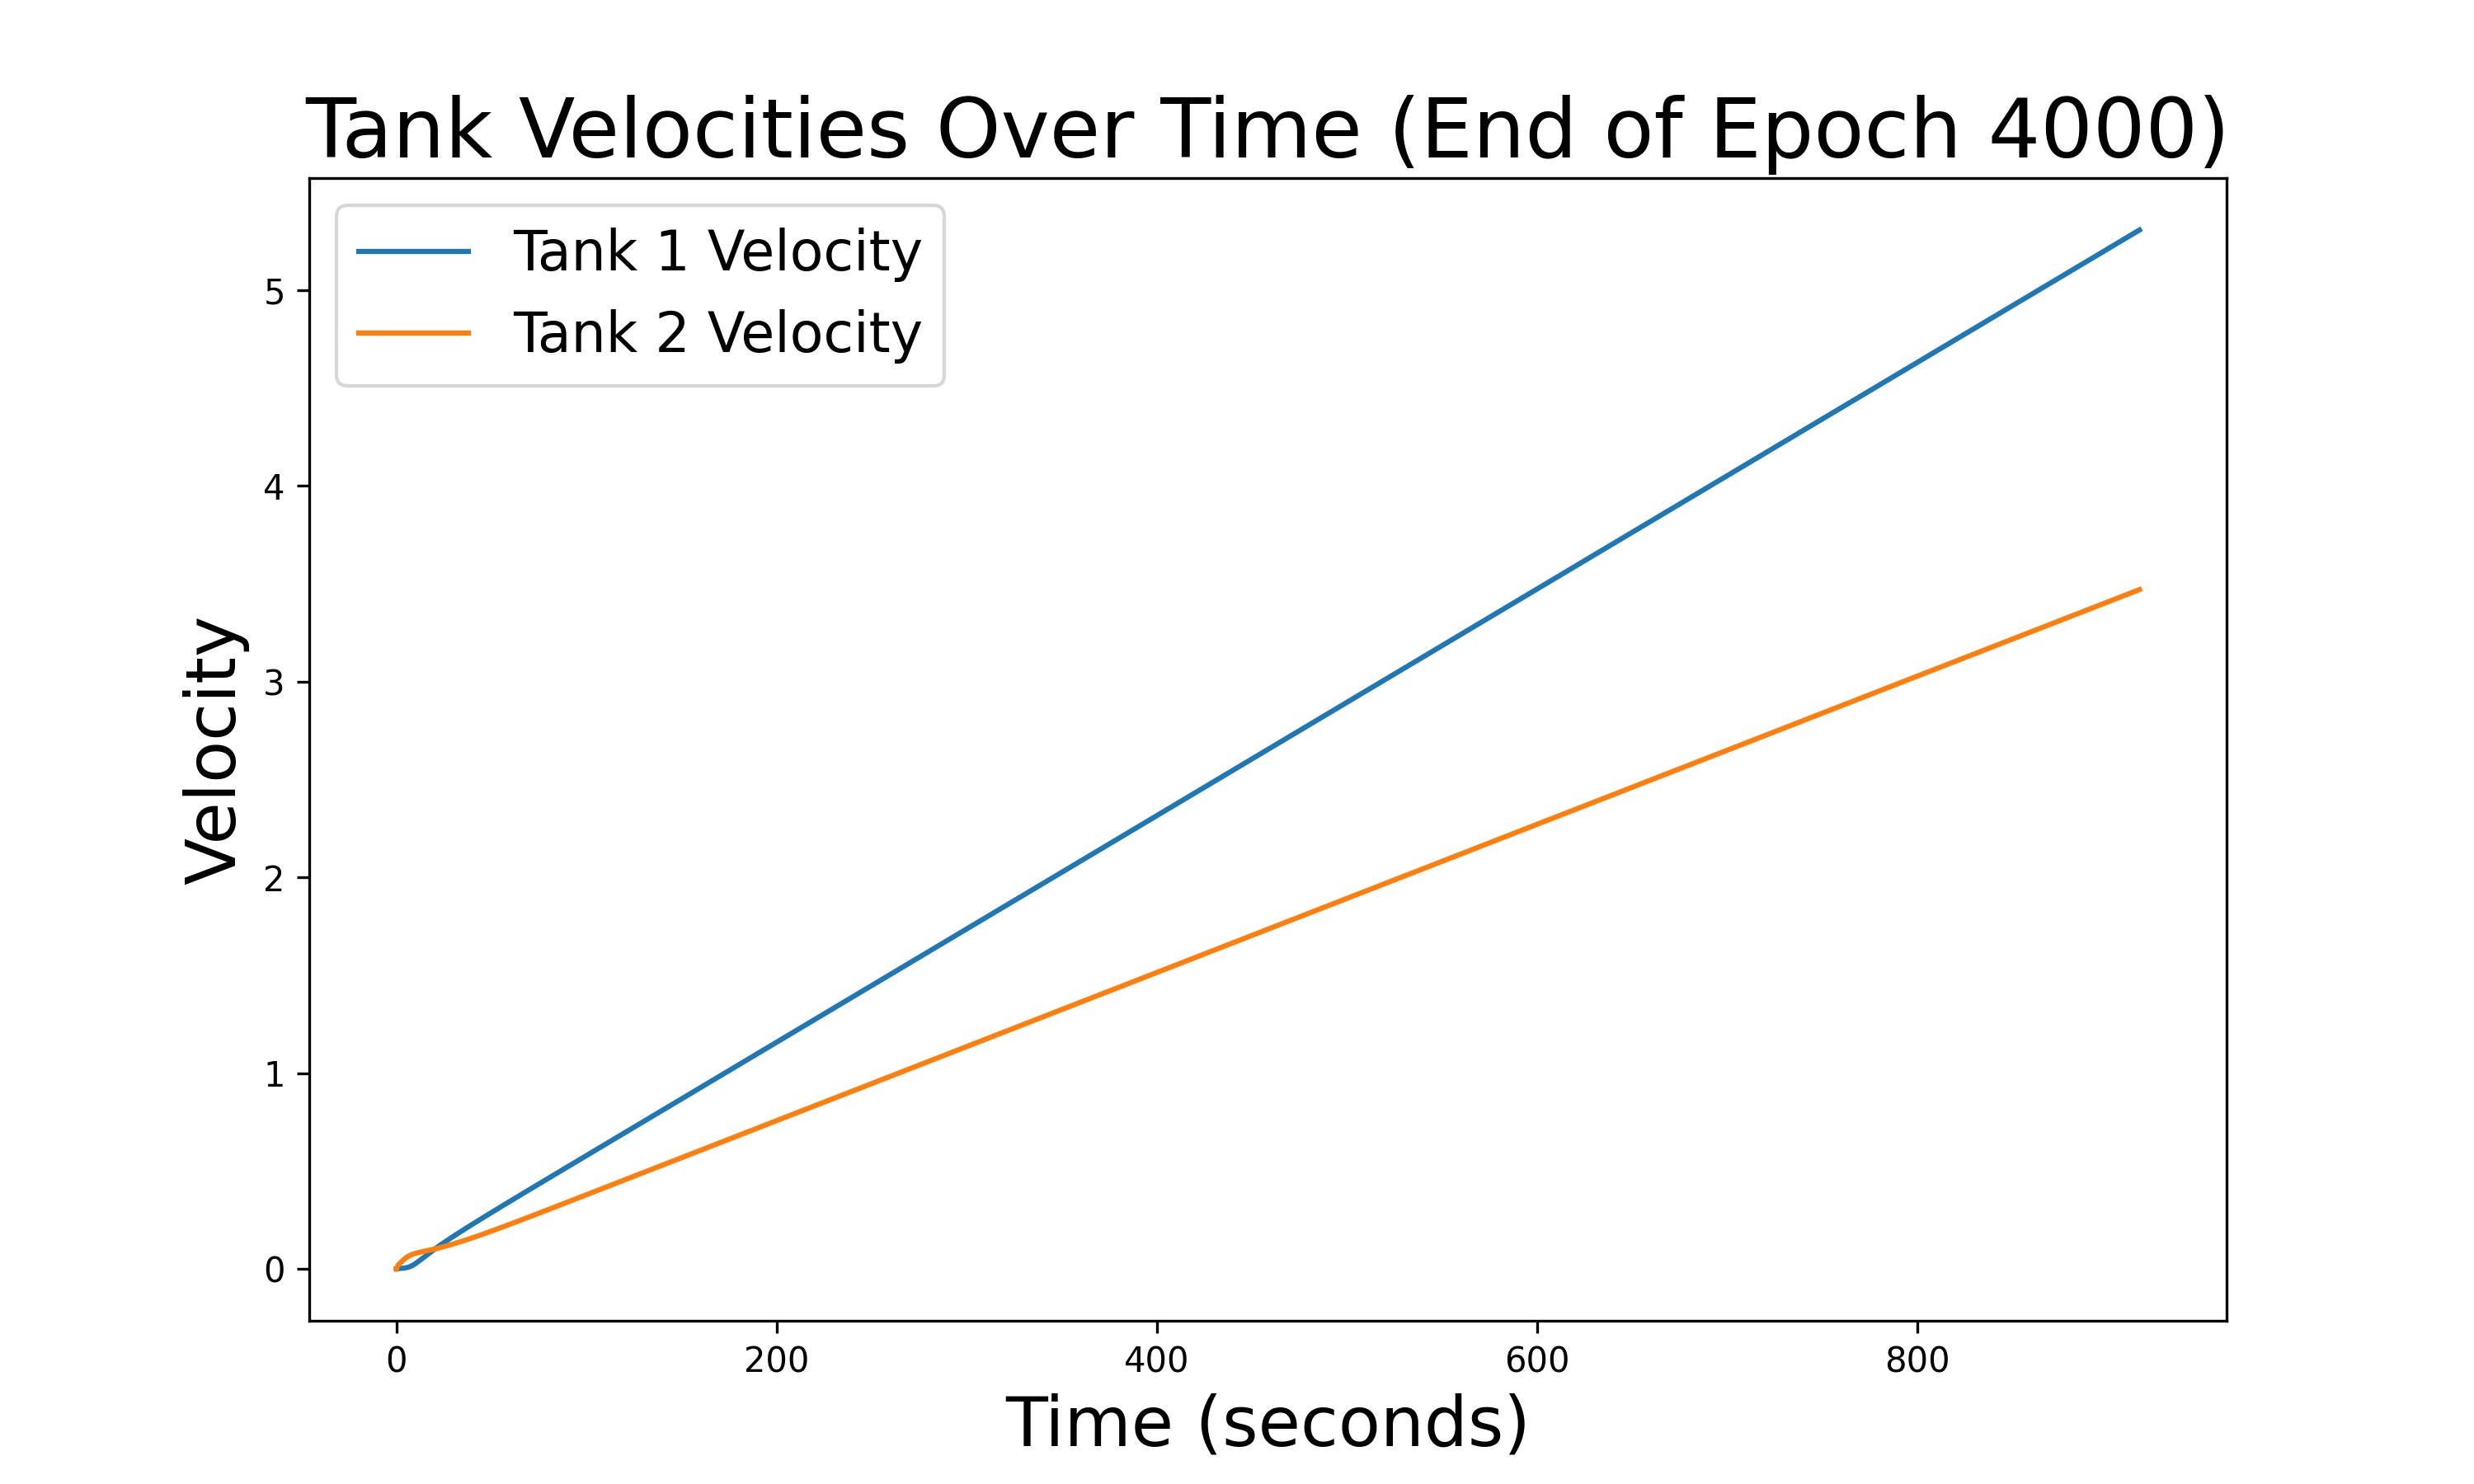 Tank Velocities Over Time (End of Epoch 4000)
Tank 1 Velocity
Tank 2 Velocity
Velocity
5
4
3
2
1
0
0 200 400 600 800
Time (seconds)